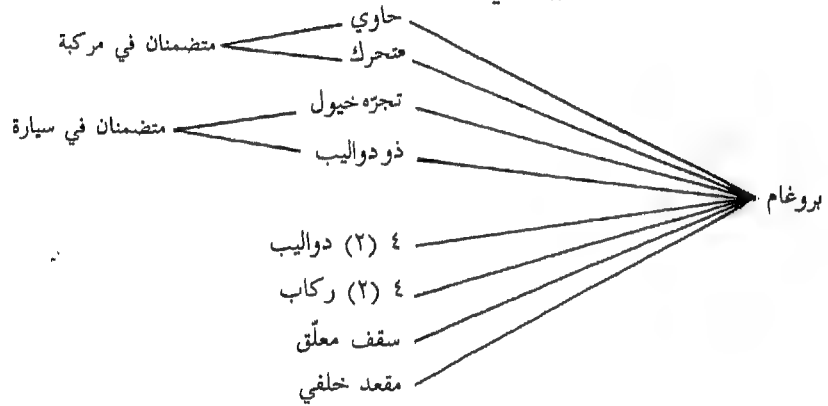 حاوي
متحرك
متضمنان في مركبة
تجرّه خيول
ذو دواليب
متضمنان في سيارة
بروغام
٤ (٢) دواليب
٤ (٢) ركاب
سقف معلّق
مقعد خلفي